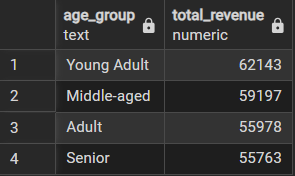 age_group total_revenue
text numeric
1 Young Adult 62143
2 Middle-aged 59197
3 Adult 55978
4 Senior 55763